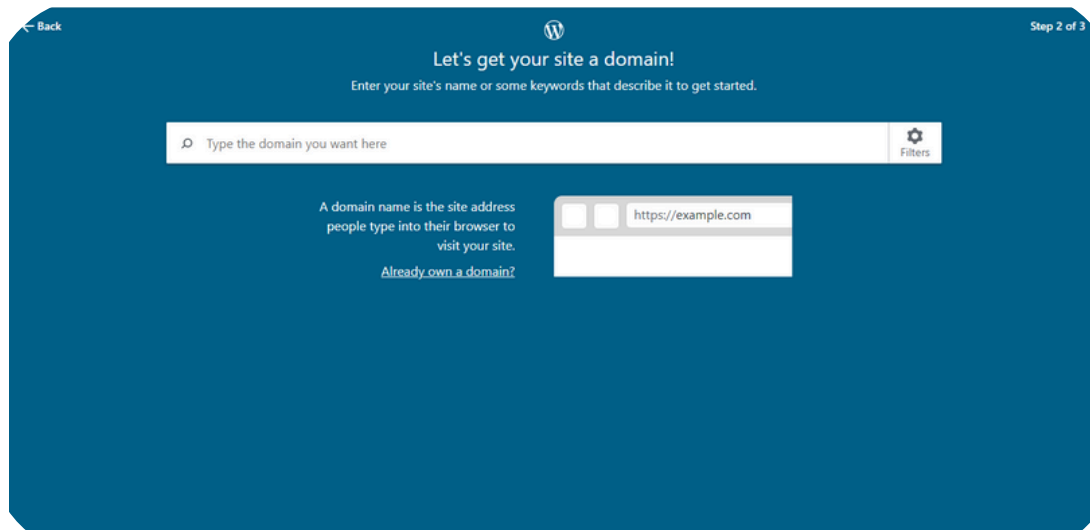 ← Back
Step 2 of 3
Let's get your site a domain!
Enter your site's name or some keywords that describe it to get started.
Type the domain you want here
Filters
A domain name is the site address
people type into their browser to
visit your site.
Already own a domain?
https://example.com